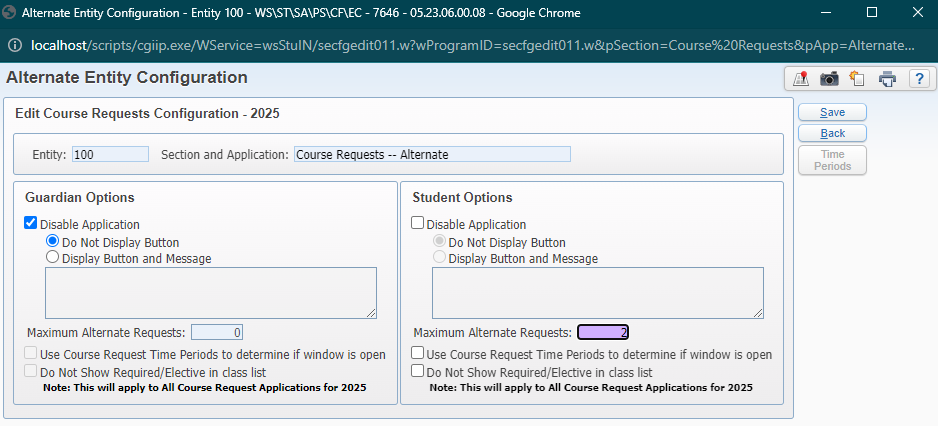 Alternate Entity Configuration - Entity 100 - WS\ST\SA\PS\CF\EC - 7646 - 05.23.06.00.08 - Google Chrome
localhost/scripts/cgiip.exe/WService=wsStuIN/secfgedit011.w?wProgramID=secfgedit011.w&pSection=Course%20Requests&pApp=Alternate...
Alternate Entity Configuration
?
Edit Course Requests Configuration - 2025
Save
Back
Time Periods
Entity: 100 Section and Application: Course Requests -- Alternate
Guardian Options
Disable Application
Do Not Display Button
Display Button and Message
Maximum Alternate Requests: 0
Use Course Request Time Periods to determine if window is open
Do Not Show Required/Elective in class list
Note: This will apply to All Course Request Applications for 2025
Student Options
Disable Application
Do Not Display Button
Display Button and Message
Maximum Alternate Requests: 2
Use Course Request Time Periods to determine if window is open
Do Not Show Required/Elective in class list
Note: This will apply to All Course Request Applications for 2025